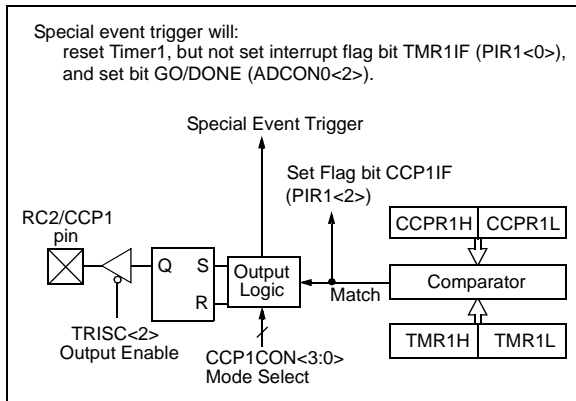 Special event trigger will:
reset Timer1, but not set interrupt flag bit TMR1IF (PIR1<0>),
and set bit GO/DONE (ADCON0<2>).
Special Event Trigger
Set Flag bit CCP1IF
(PIR1<2>)
RC2/CCP1
pin
CCPR1H CCPR1L
Q S
R
Output
Logic
Match
Comparator
TRISC<2>
Output Enable
CCP1CON<3:0>
Mode Select
TMR1H TMR1L